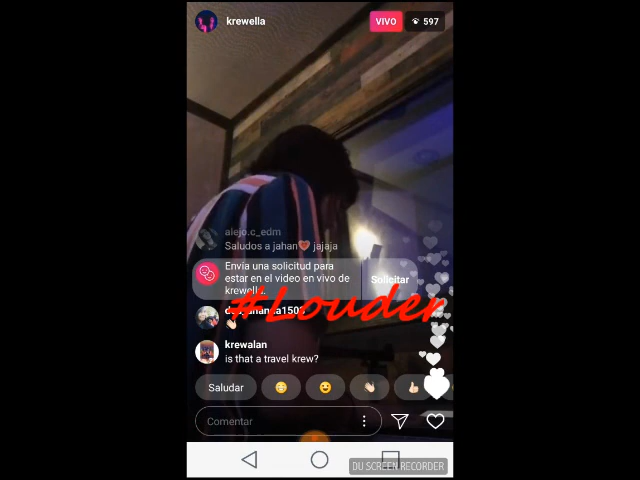 krewella
VIVO
597
alejo.c_edm
Saludos a jahan jajaja
Envía una solicitud para
estar en el video en vivo de
krewella.
Solicitar
#Louder
krewalan
is that a travel krew?
Saludar
Comentar
DU SCREEN RECORDER